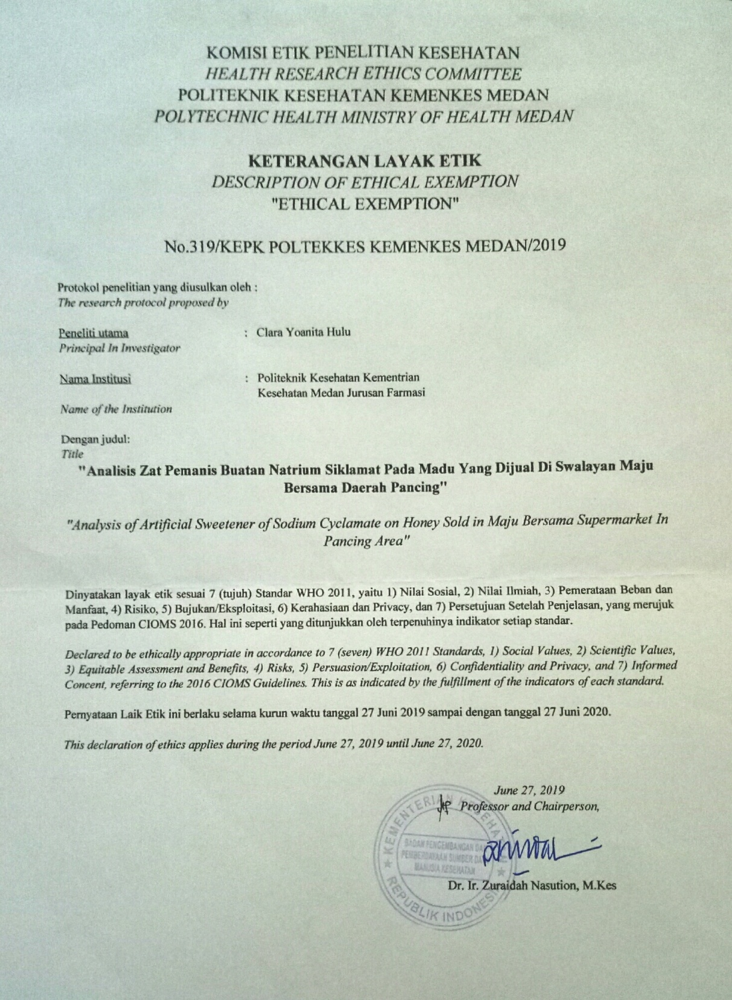 KOMISI ETIK PENELITIAN KESEHATAN
HEALTH RESEARCH ETHICS COMMITTEE
POLITEKNIK KESEHATAN KEMENKES MEDAN
POLYTECHNIC HEALTH MINISTRY OF HEALTH MEDAN
KETERANGAN LAYAK ETIK
DESCRIPTION OF ETHICAL EXEMPTION
"ETHICAL EXEMPTION"
No.319/KEPK POLTEKKES KEMENKES MEDAN/2019
Protokol penelitian yang diusulkan oleh :
The research protocol proposed by
Peneliti utama : Clara Yoanita Hulu
Principal In Investigator
Nama Institusi : Politeknik Kesehatan Kementrian
Kesehatan Medan Jurusan Farmasi
Name of the Institution
Dengan judul:
Title
"Analisis Zat Pemanis Buatan Natrium Siklamat Pada Madu Yang Dijual Di Swalayan Maju
Bersama Daerah Pancing"
"Analysis of Artificial Sweetener of Sodium Cyclamate on Honey Sold in Maju Bersama Supermarket In
Pancing Area"
Dinyatakan layak etik sesuai 7 (tujuh) Standar WHO 2011, yaitu 1) Nilai Sosial, 2) Nilai Ilmiah, 3) Pemerataan Beban dan
Manfaat, 4) Risiko, 5) Bujukan/Eksploitasi, 6) Kerahasiaan dan Privacy, dan 7) Persetujuan Setelah Penjelasan, yang merujuk
pada Pedoman CIOMS 2016. Hal ini seperti yang ditunjukkan oleh terpenuhinya indikator setiap standar.
Declared to be ethically appropriate in accordance to 7 (seven) WHO 2011 Standards, 1) Social Values, 2) Scientific Values,
3) Equitable Assessment and Benefits, 4) Risks, 5) Persuasion/Exploitation, 6) Confidentiality and Privacy, and 7) Informed
Concent, referring to the 2016 CIOMS Guidelines. This is as indicated by the fulfillment of the indicators of each standard.
Pernyataan Laik Etik ini berlaku selama kurun waktu tanggal 27 Juni 2019 sampai dengan tanggal 27 Juni 2020.
This declaration of ethics applies during the period June 27, 2019 until June 27, 2020.
June 27, 2019
Professor and Chairperson,
KEMENTERIAN KESEHATAN
BADAN PENGEMBANGAN DAN
PEMBERDAYAAN SUMBER DAYA
MANUSIA KESEHATAN
REPUBLIK INDONESIA
Dr. Ir. Zuraidah Nasution, M.Kes